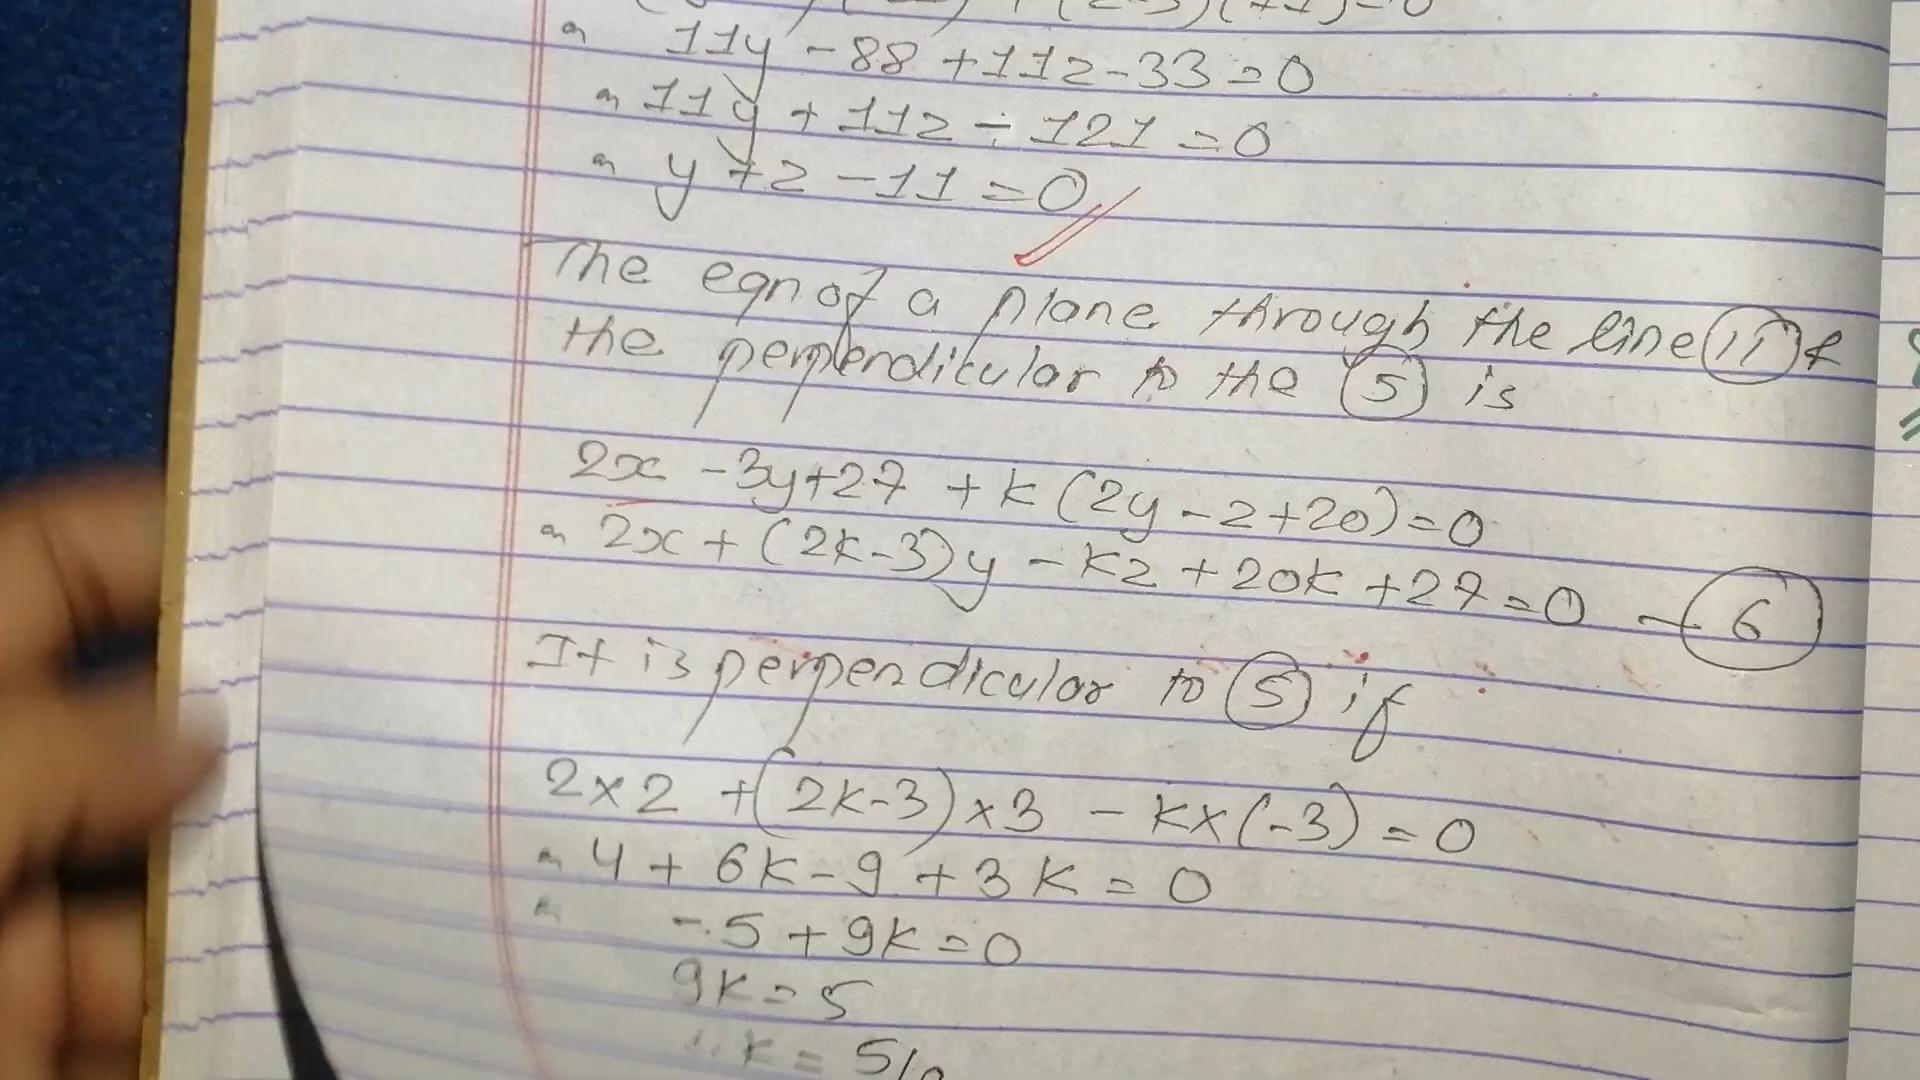 11y - 88 + 11z - 33 = 0
11y + 11z - 121 = 0
y + z - 11 = 0
The eqn of a plane through the line (ii) &
the perpendicular to the (5) is
2x - 3y + 27 + k (2y - z + 20) = 0
2x + (2k - 3)y - kz + 20k + 27 = 0 - (6)
It is perpendicular to (5) if
2 × 2 + (2k - 3) × 3 - k × (-3) = 0
4 + 6k - 9 + 3k = 0
-5 + 9k = 0
9k = 5
∴ k = 5/9